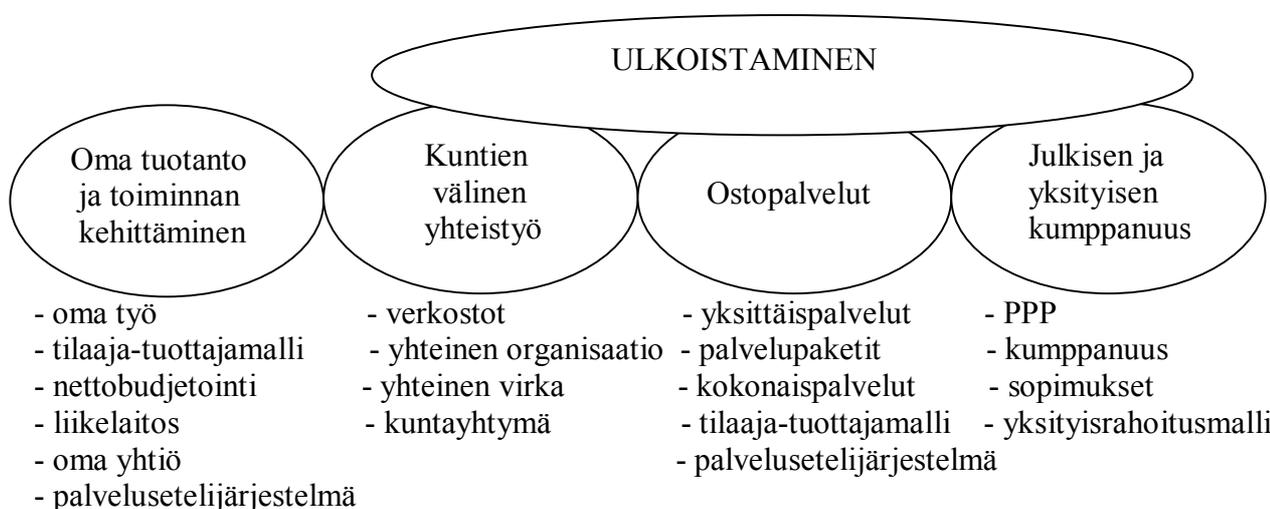 ULKOISTAMINEN
Oma tuotanto
ja toiminnan
kehittäminen
Kuntien
välinen
yhteistyö
Ostopalvelut
Julkisen ja
yksityisen
kumppanuus
- oma työ
- tilaaja-tuottajamalli
- nettobudjetointi
- liikelaitos
- oma yhtiö
- palvelusetelijärjestelmä
- verkostot
- yhteinen organisaatio
- yhteinen virka
- kuntayhtymä
- yksittäispalvelut
- palvelupaketit
- kokonaispalvelut
- tilaaja-tuottajamalli
- palvelusetelijärjestelmä
- PPP
- kumppanuus
- sopimukset
- yksityisrahoitusmalli